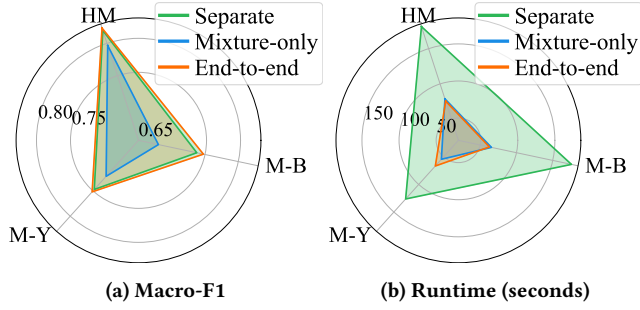 HM
Separate
Mixture-only
End-to-end
0.80
0.75
0.65
M-B
M-Y
(a) Macro-F1
HM
Separate
Mixture-only
End-to-end
150
100
50
M-B
M-Y
(b) Runtime (seconds)